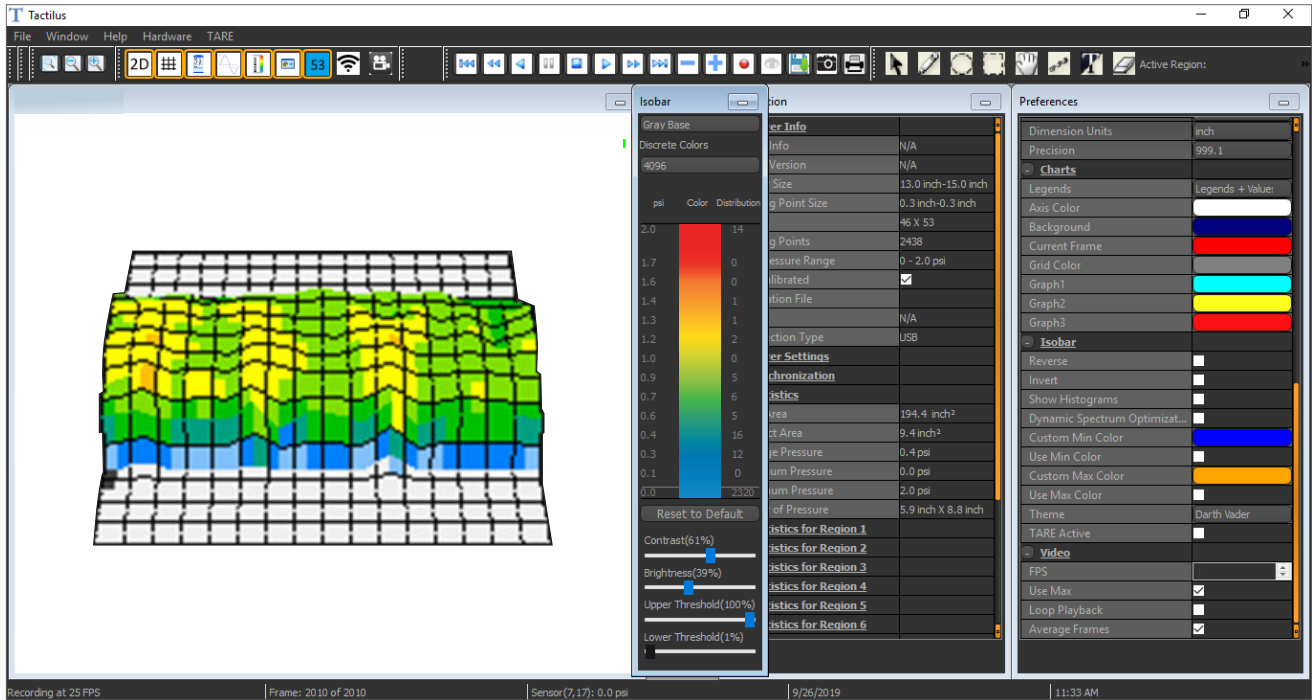 Tactilus
File Window Help Hardware TARE
2D 53 T Active Region: »
Isobar
Gray Base
Discrete Colors
4096
psi Color Distribution
2.0 14
1.7 0
1.6 0
1.4 1
1.3 1
1.2 2
1.0 0
0.9 5
0.7 6
0.6 5
0.4 16
0.3 12
0.1 0
0.0 2320
Reset to Default
Contrast(61%)
Brightness(39%)
Upper Threshold(100%)
Lower Threshold(1%)
tion
er Info
Info N/A
Version N/A
Size 13.0 inch-15.0 inch
g Point Size 0.3 inch-0.3 inch
46 X 53
g Points 2438
essure Range 0 - 2.0 psi
librated
ation File
N/A
ection Type USB
er Settings
chronization
tistics
Area 194.4 inch²
ct Area 9.4 inch²
ge Pressure 0.4 psi
um Pressure 0.0 psi
um Pressure 2.0 psi
of Pressure 5.9 inch X 8.8 inch
tistics for Region 1
tistics for Region 2
tistics for Region 3
tistics for Region 4
tistics for Region 5
tistics for Region 6
Preferences
Dimension Units inch
Precision 999.1
Charts
Legends Legends + Value:
Axis Color
Background
Current Frame
Grid Color
Graph1
Graph2
Graph3
Isobar
Reverse
Invert
Show Histograms
Dynamic Spectrum Optimizat...
Custom Min Color
Use Min Color
Custom Max Color
Use Max Color
Theme Darth Vader
TARE Active
Video
FPS
Use Max
Loop Playback
Average Frames
Recording at 25 FPS Frame: 2010 of 2010 Sensor(7,17): 0.0 psi 9/26/2019 11:33 AM